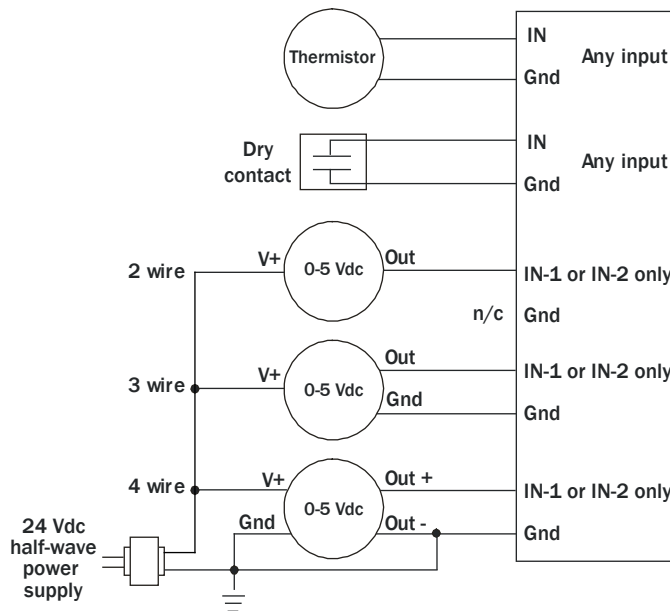 Thermistor
IN
Any input
Gnd
Dry
contact
IN
Any input
Gnd
2 wire
V+
0-5 Vdc
Out
IN-1 or IN-2 only
n/c
Gnd
3 wire
V+
0-5 Vdc
Out
IN-1 or IN-2 only
Gnd
Gnd
4 wire
V+
0-5 Vdc
Out +
IN-1 or IN-2 only
Gnd
Out -
Gnd
24 Vdc
half-wave
power
supply